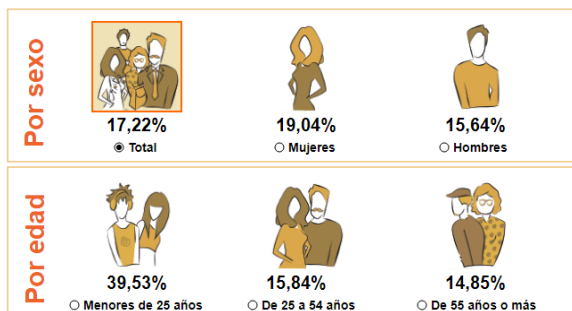 Por sexo
17,22% 19,04% 15,64%
Total Mujeres Hombres
Por edad
39,53% 15,84% 14,85%
Menores de 25 años De 25 a 54 años De 55 años o más